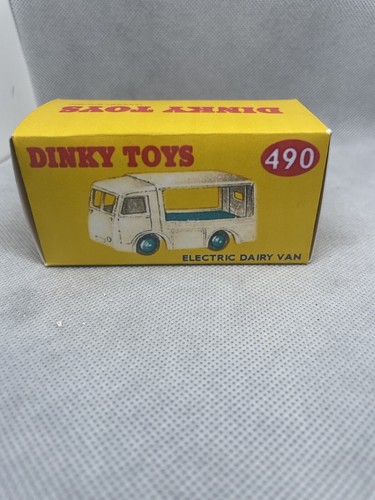 DINKY TOYS
DINKY TOYS
490
ELECTRIC DAIRY VAN